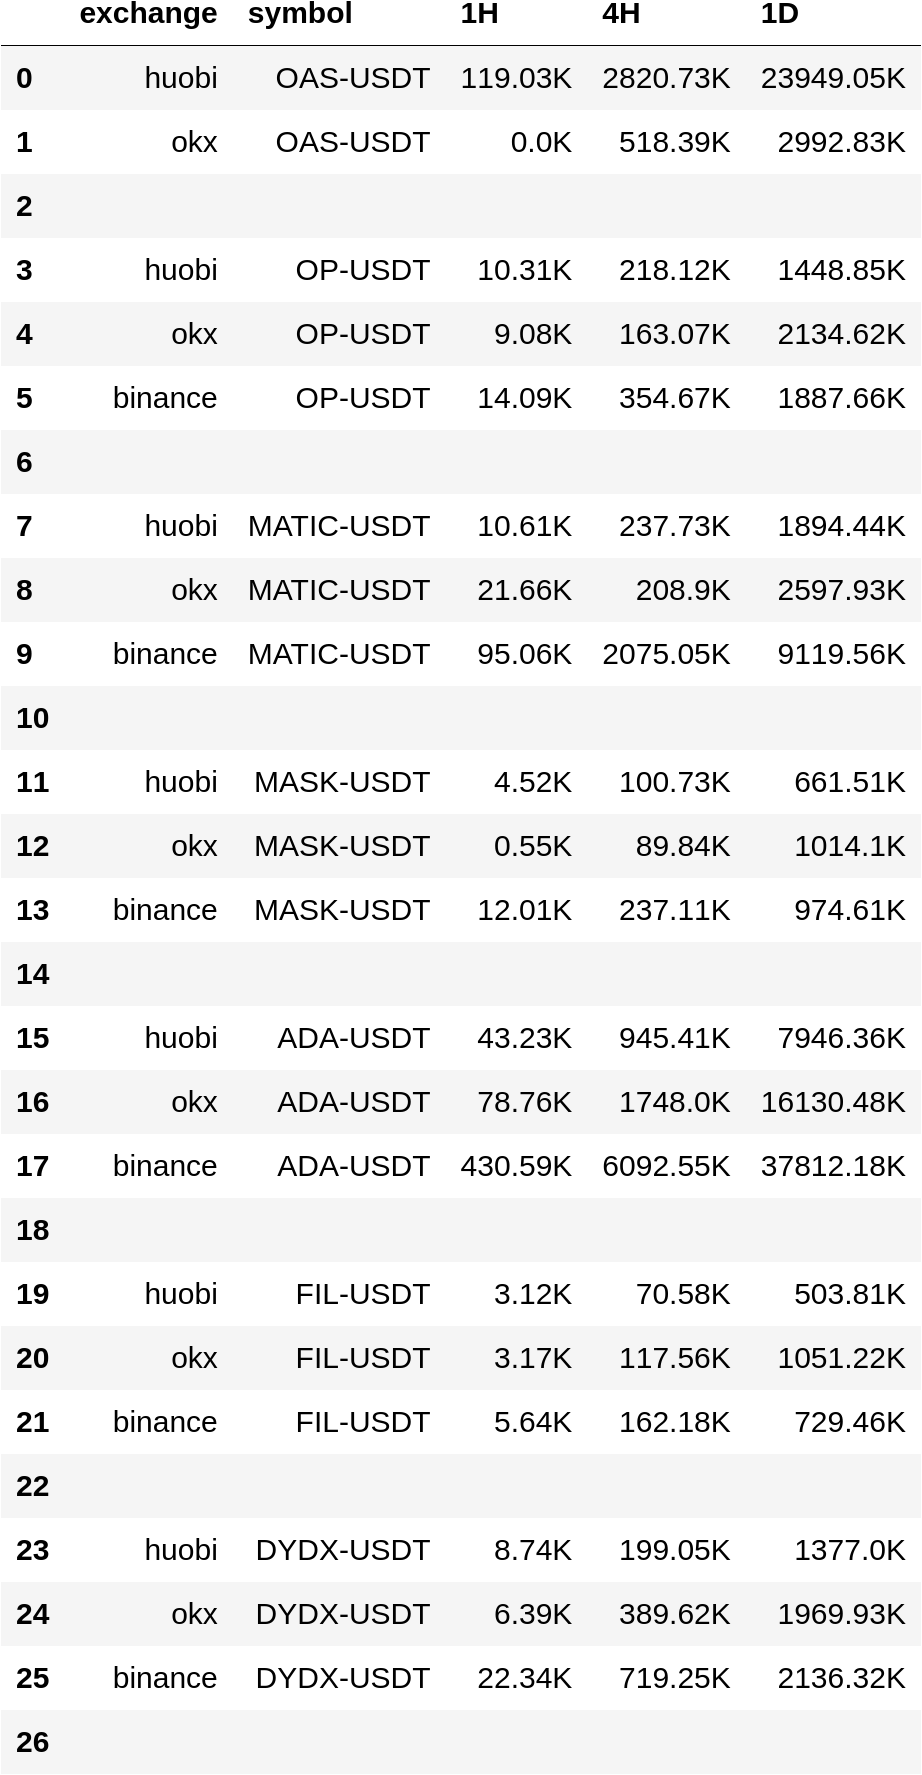 exchange symbol 1H 4H 1D
0 huobi OAS-USDT 119.03K 2820.73K 23949.05K
1 okx OAS-USDT 0.0K 518.39K 2992.83K
2
3 huobi OP-USDT 10.31K 218.12K 1448.85K
4 okx OP-USDT 9.08K 163.07K 2134.62K
5 binance OP-USDT 14.09K 354.67K 1887.66K
6
7 huobi MATIC-USDT 10.61K 237.73K 1894.44K
8 okx MATIC-USDT 21.66K 208.9K 2597.93K
9 binance MATIC-USDT 95.06K 2075.05K 9119.56K
10
11 huobi MASK-USDT 4.52K 100.73K 661.51K
12 okx MASK-USDT 0.55K 89.84K 1014.1K
13 binance MASK-USDT 12.01K 237.11K 974.61K
14
15 huobi ADA-USDT 43.23K 945.41K 7946.36K
16 okx ADA-USDT 78.76K 1748.0K 16130.48K
17 binance ADA-USDT 430.59K 6092.55K 37812.18K
18
19 huobi FIL-USDT 3.12K 70.58K 503.81K
20 okx FIL-USDT 3.17K 117.56K 1051.22K
21 binance FIL-USDT 5.64K 162.18K 729.46K
22
23 huobi DYDX-USDT 8.74K 199.05K 1377.0K
24 okx DYDX-USDT 6.39K 389.62K 1969.93K
25 binance DYDX-USDT 22.34K 719.25K 2136.32K
26